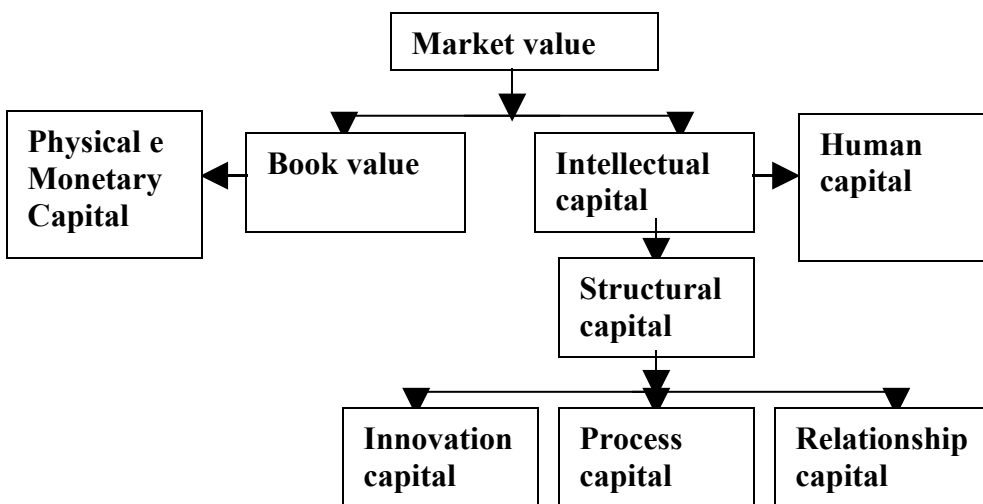 Market value
Physical e
Monetary
Capital
Book value
Intellectual
capital
Human
capital
Structural
capital
Innovation
capital
Process
capital
Relationship
capital